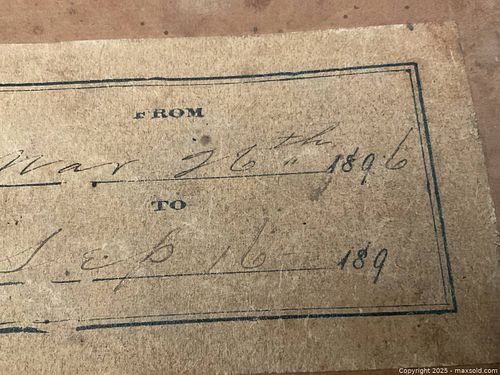 FROM
Mar 26th 1896
TO
Sep 16 189
Copyright © 2025 - maxsold.com